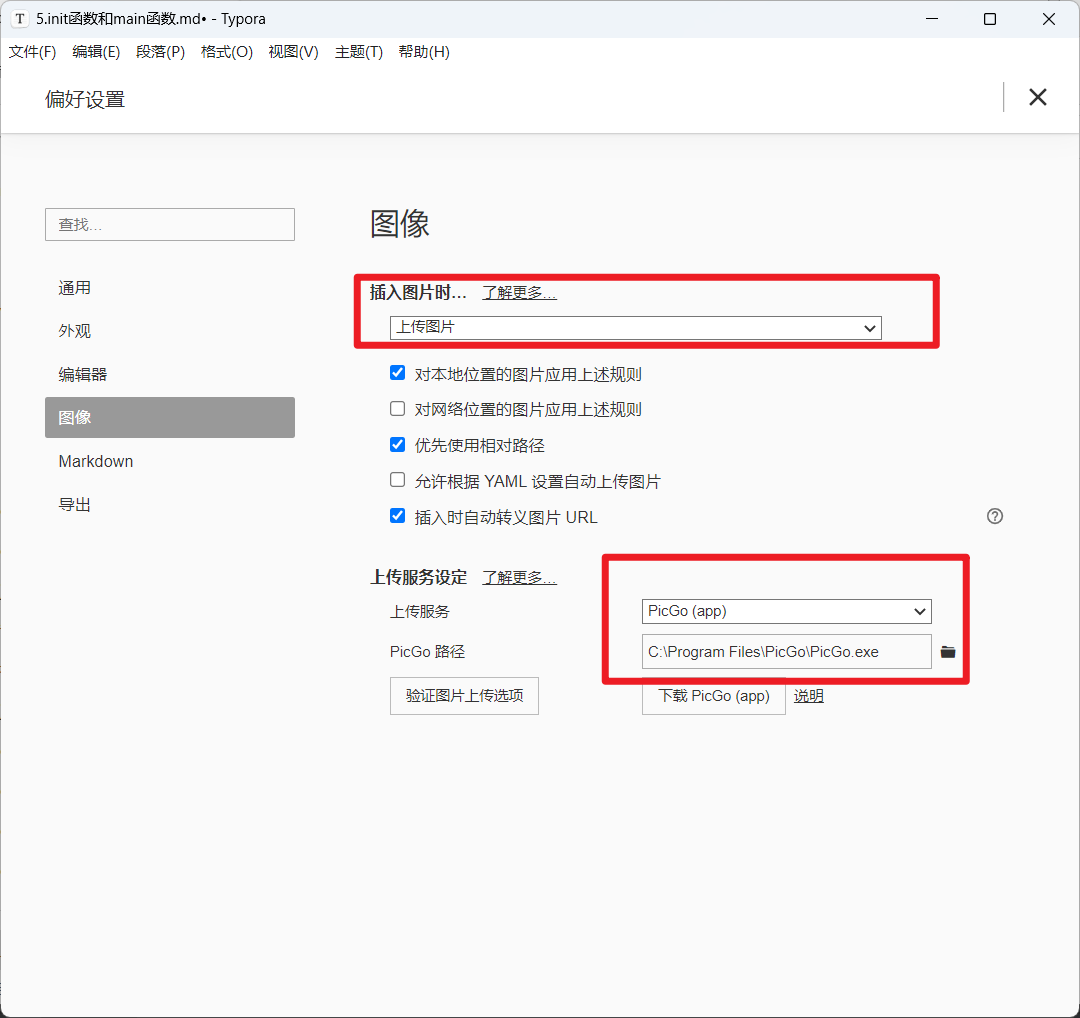 T 5.init函数和main函数.md• - Typora
文件(F) 编辑(E) 段落(P) 格式(O) 视图(V) 主题(T) 帮助(H)
偏好设置
查找...
通用
外观
编辑器
图像
Markdown
导出
图像
插入图片时... 了解更多...
上传图片
对本地位置的图片应用上述规则
对网络位置的图片应用上述规则
优先使用相对路径
允许根据 YAML 设置自动上传图片
插入时自动转义图片 URL
上传服务设定 了解更多...
上传服务 PicGo (app)
PicGo 路径 C:\Program Files\PicGo\PicGo.exe
验证图片上传选项 下载 PicGo (app) 说明